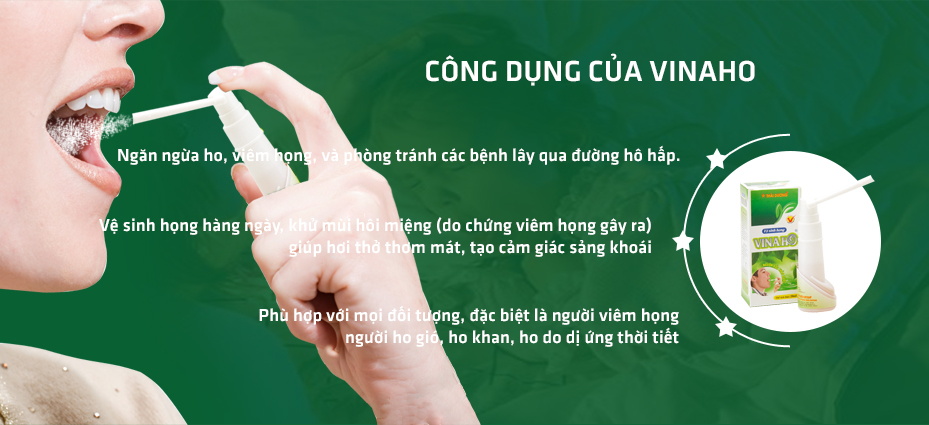 CÔNG DỤNG CỦA VINAHO
Ngăn ngừa ho, viêm họng, và phòng tránh các bệnh lây qua đường hô hấp.
Vệ sinh họng hàng ngày, khử mùi hôi miệng (do chứng viêm họng gây ra)
giúp hơi thở thơm mát, tạo cảm giác sảng khoái
Phù hợp với mọi đối tượng, đặc biệt là người viêm họng
người ho gió, ho khan, ho do dị ứng thời tiết
VINAHO